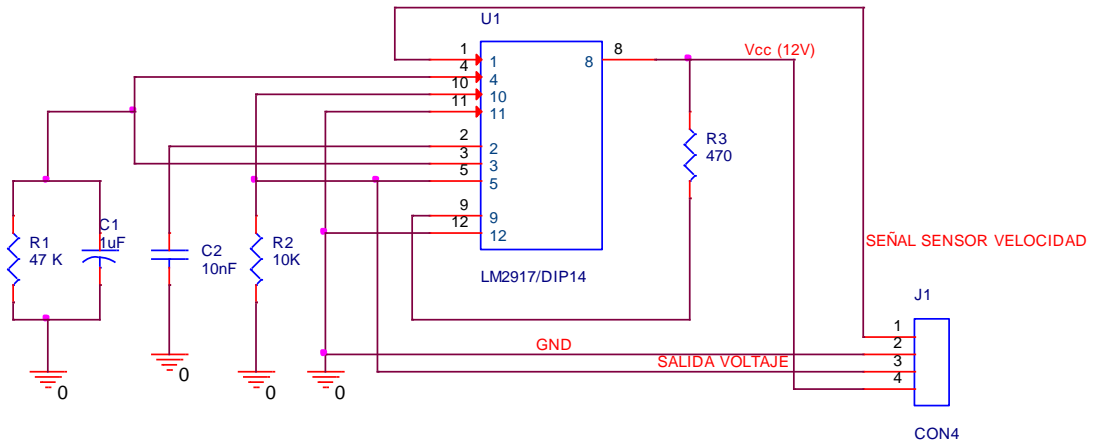 U1
1
4
10
11
2
3
5
9
12
1
4
10
11
2
3
5
9
12
8
8
LM2917/DIP14
Vcc (12V)
R3
470
R1
47 K
C1
1uF
C2
10nF
R2
10K
0
0
0
0
SEÑAL SENSOR VELOCIDAD
GND
SALIDA VOLTAJE
J1
1
2
3
4
CON4